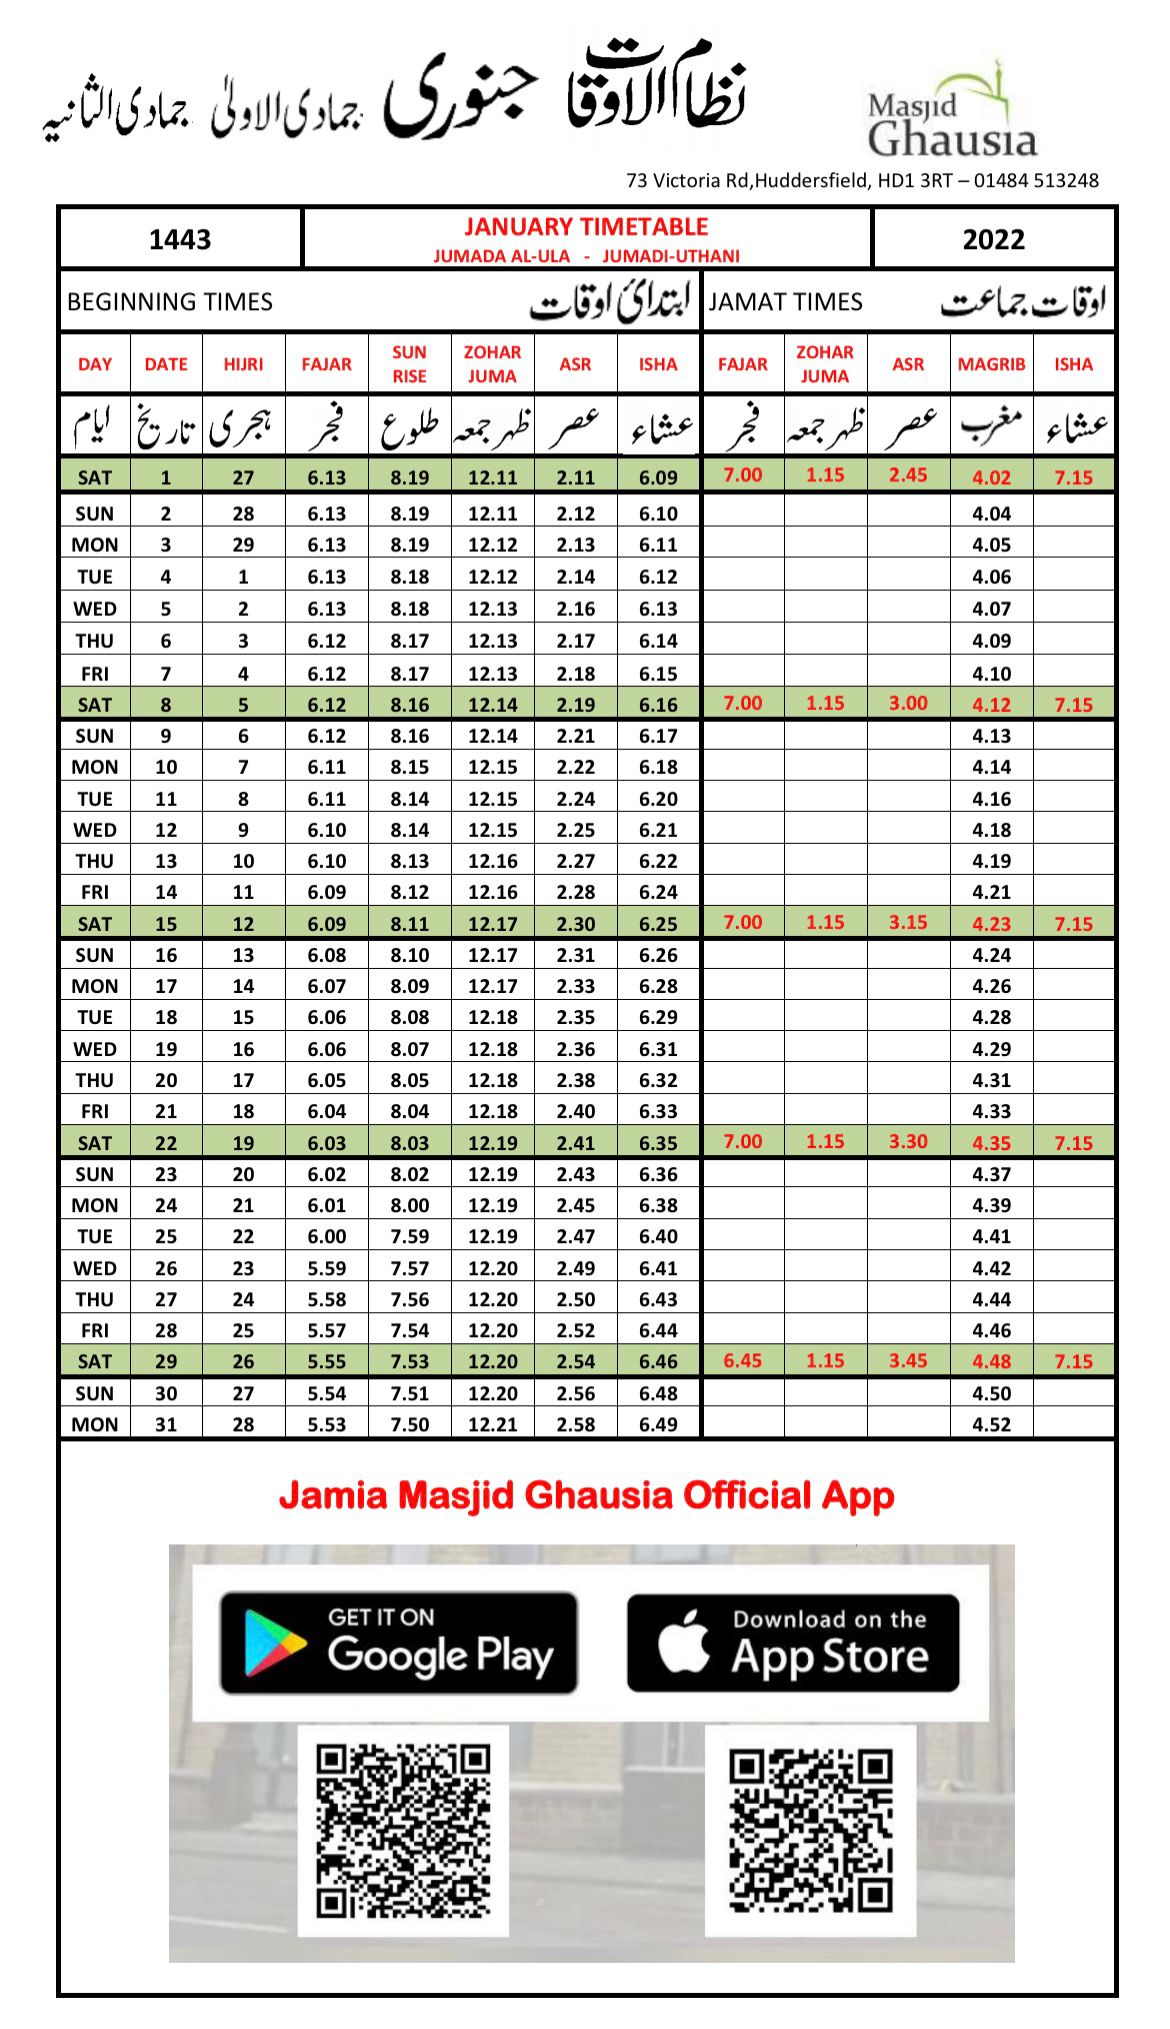 نظام الاوقات جنوری جمادی الاولیٰ جمادی الثانیہ
Masjid
Ghausia
73 Victoria Rd,Huddersfield, HD1 3RT – 01484 513248
1443 JANUARY TIMETABLE 2022
JUMADA AL-ULA - JUMADI-UTHANI
BEGINNING TIMES ابتدائ اوقات JAMAT TIMES اوقات جماعت
DAY DATE HIJRI FAJAR SUN RISE ZOHAR JUMA ASR ISHA FAJAR ZOHAR JUMA ASR MAGRIB ISHA
ایام تاریخ ہجری فجر طلوع ظہر جمعہ عصر عشاء فجر ظہر جمعہ عصر مغرب عشاء
SAT 1 27 6.13 8.19 12.11 2.11 6.09 7.00 1.15 2.45 4.02 7.15
SUN 2 28 6.13 8.19 12.11 2.12 6.10 4.04
MON 3 29 6.13 8.19 12.12 2.13 6.11 4.05
TUE 4 1 6.13 8.18 12.12 2.14 6.12 4.06
WED 5 2 6.13 8.18 12.13 2.16 6.13 4.07
THU 6 3 6.12 8.17 12.13 2.17 6.14 4.09
FRI 7 4 6.12 8.17 12.13 2.18 6.15 4.10
SAT 8 5 6.12 8.16 12.14 2.19 6.16 7.00 1.15 3.00 4.12 7.15
SUN 9 6 6.12 8.16 12.14 2.21 6.17 4.13
MON 10 7 6.11 8.15 12.15 2.22 6.18 4.14
TUE 11 8 6.11 8.14 12.15 2.24 6.20 4.16
WED 12 9 6.10 8.14 12.15 2.25 6.21 4.18
THU 13 10 6.10 8.13 12.16 2.27 6.22 4.19
FRI 14 11 6.09 8.12 12.16 2.28 6.24 4.21
SAT 15 12 6.09 8.11 12.17 2.30 6.25 7.00 1.15 3.15 4.23 7.15
SUN 16 13 6.08 8.10 12.17 2.31 6.26 4.24
MON 17 14 6.07 8.09 12.17 2.33 6.28 4.26
TUE 18 15 6.06 8.08 12.18 2.35 6.29 4.28
WED 19 16 6.06 8.07 12.18 2.36 6.31 4.29
THU 20 17 6.05 8.05 12.18 2.38 6.32 4.31
FRI 21 18 6.04 8.04 12.18 2.40 6.33 4.33
SAT 22 19 6.03 8.03 12.19 2.41 6.35 7.00 1.15 3.30 4.35 7.15
SUN 23 20 6.02 8.02 12.19 2.43 6.36 4.37
MON 24 21 6.01 8.00 12.19 2.45 6.38 4.39
TUE 25 22 6.00 7.59 12.19 2.47 6.40 4.41
WED 26 23 5.59 7.57 12.20 2.49 6.41 4.42
THU 27 24 5.58 7.56 12.20 2.50 6.43 4.44
FRI 28 25 5.57 7.54 12.20 2.52 6.44 4.46
SAT 29 26 5.55 7.53 12.20 2.54 6.46 6.45 1.15 3.45 4.48 7.15
SUN 30 27 5.54 7.51 12.20 2.56 6.48 4.50
MON 31 28 5.53 7.50 12.21 2.58 6.49 4.52
Jamia Masjid Ghausia Official App
GET IT ON
Google Play
Download on the
App Store